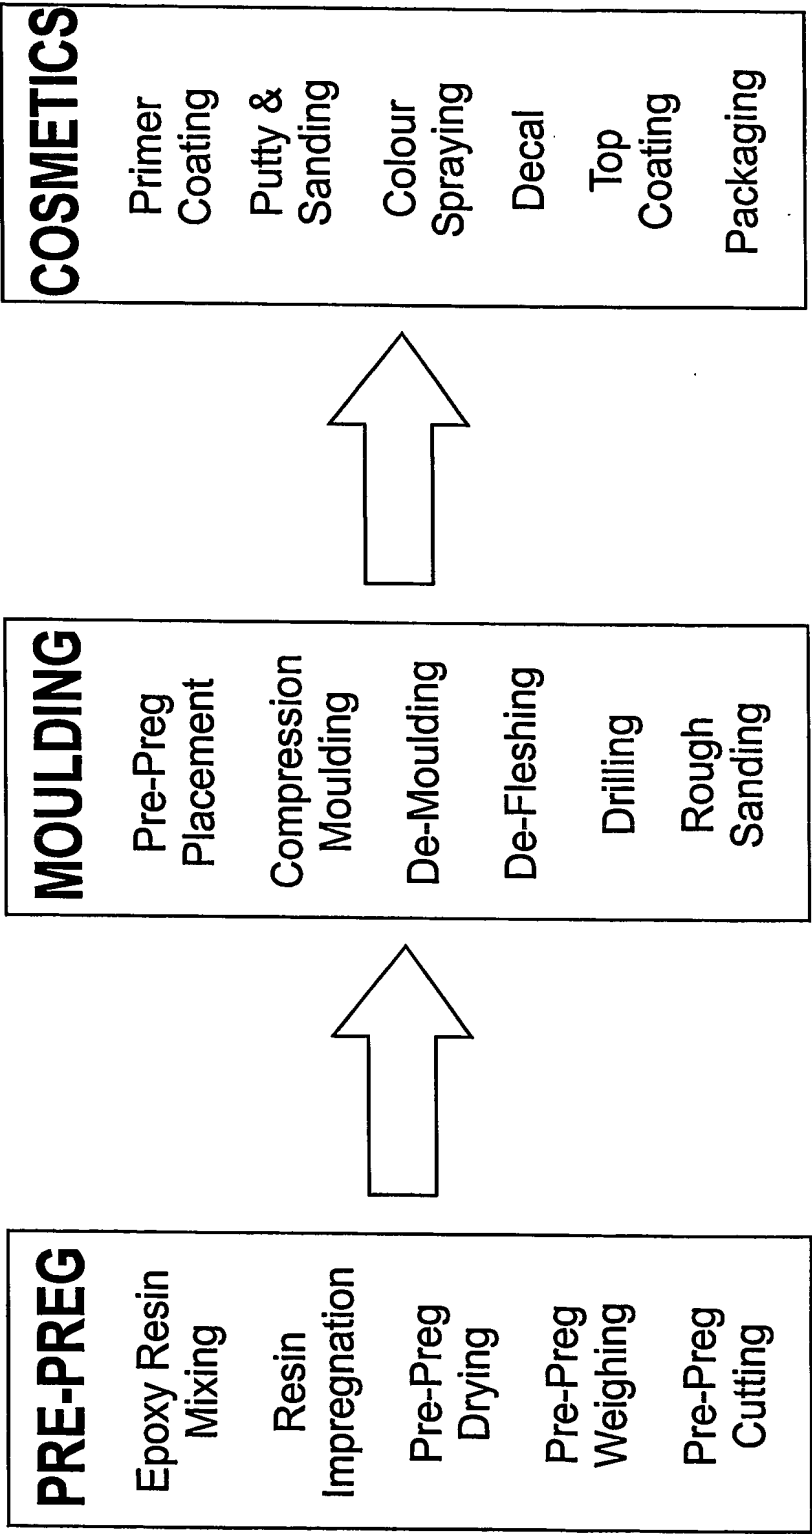 PRE-PREG
Epoxy Resin
Mixing
Resin
Impregnation
Pre-Preg
Drying
Pre-Preg
Weighing
Pre-Preg
Cutting
MOULDING
Pre-Preg
Placement
Compression
Moulding
De-Moulding
De-Fleshing
Drilling
Rough
Sanding
COSMETICS
Primer
Coating
Putty &
Sanding
Colour
Spraying
Decal
Top
Coating
Packaging